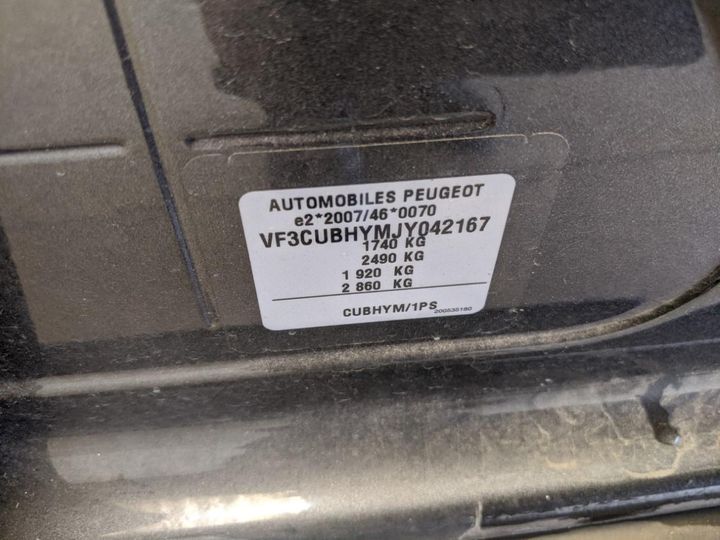 AUTOMOBILES PEUGEOT
e2*2007/46*0070
VF3CUBHYMJY042167
1740 KG
2490 KG
1 920 KG
2 860 KG
CUBHYM/1PS 200535190